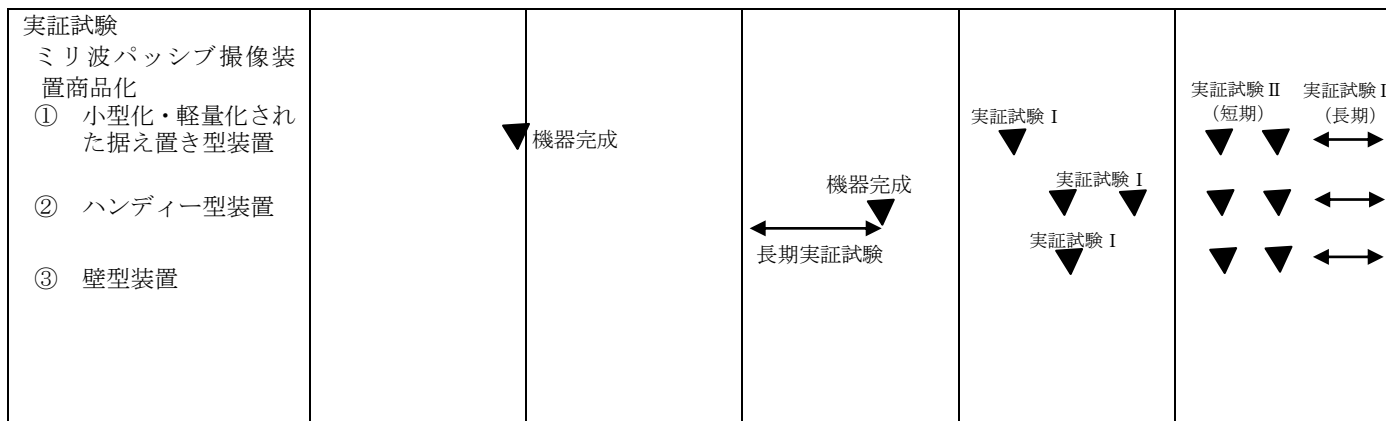 実証試験
ミリ波パッシブ撮像装
置商品化
① 小型化・軽量化され
た据え置き型装置
② ハンディー型装置
③ 壁型装置
機器完成
機器完成
長期実証試験
実証試験Ⅰ
実証試験Ⅰ
実証試験Ⅰ
実証試験Ⅱ
（短期）
実証試験Ⅰ
（長期）